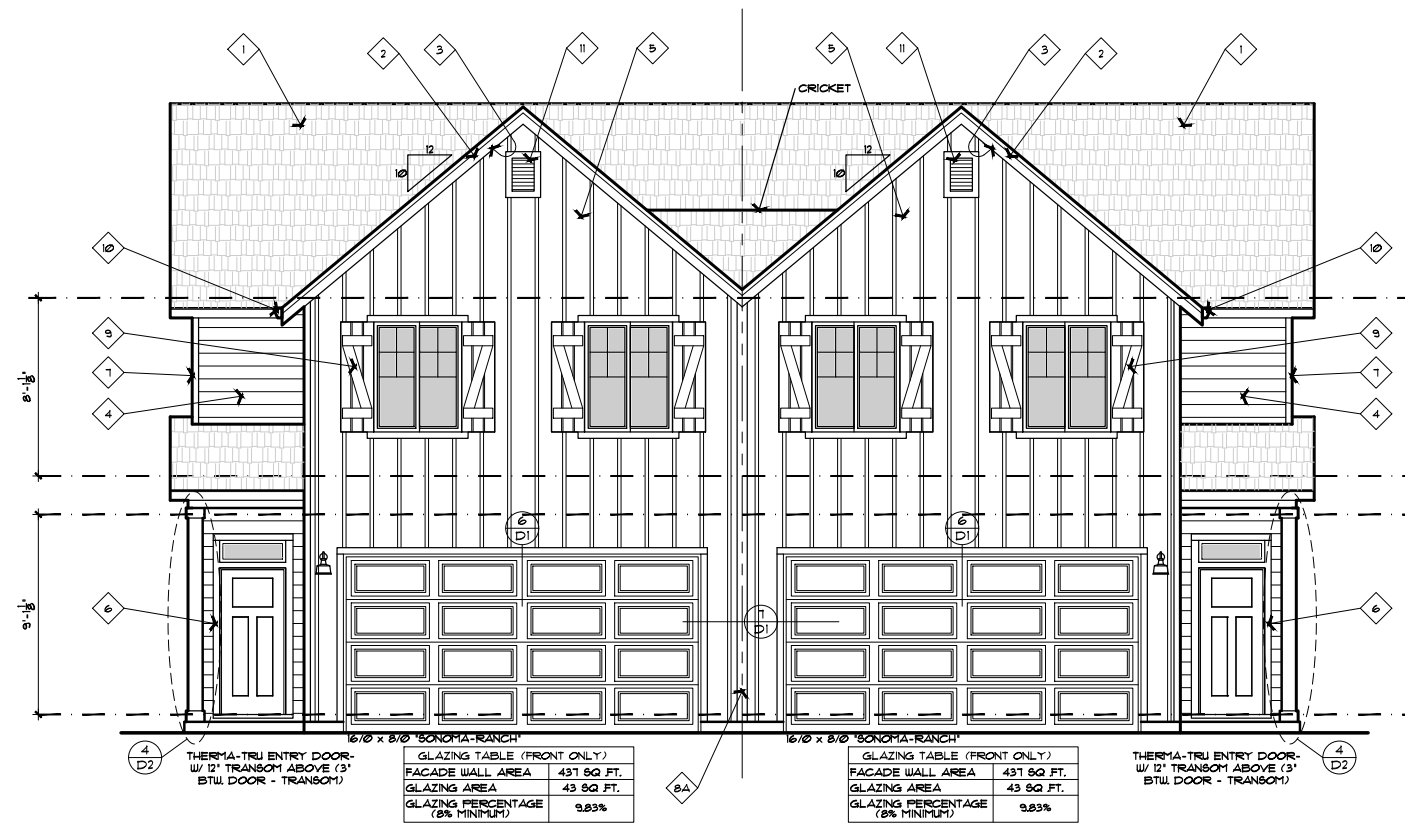 1
2
3
11
5
5
11
3
2
1
CRICKET
12
10
12
10
10
10
9
9
7
7
4
4
8'-1 1/8"
6
D1
6
D1
9'-1 1/8"
6
7
D1
6
16/0 x 8/0 "SONOMA-RANCH"
16/0 x 8/0 "SONOMA-RANCH"
4
D2
THERMA-TRU ENTRY DOOR-
W/ 12" TRANSOM ABOVE (3"
BTW. DOOR - TRANSOM)
GLAZING TABLE (FRONT ONLY)
FACADE WALL AREA 437 SQ .FT.
GLAZING AREA 43 SQ .FT.
GLAZING PERCENTAGE
(8% MINIMUM) 9.83%
8A
GLAZING TABLE (FRONT ONLY)
FACADE WALL AREA 437 SQ .FT.
GLAZING AREA 43 SQ .FT.
GLAZING PERCENTAGE
(8% MINIMUM) 9.83%
THERMA-TRU ENTRY DOOR-
W/ 12" TRANSOM ABOVE (3"
BTW. DOOR - TRANSOM)
4
D2